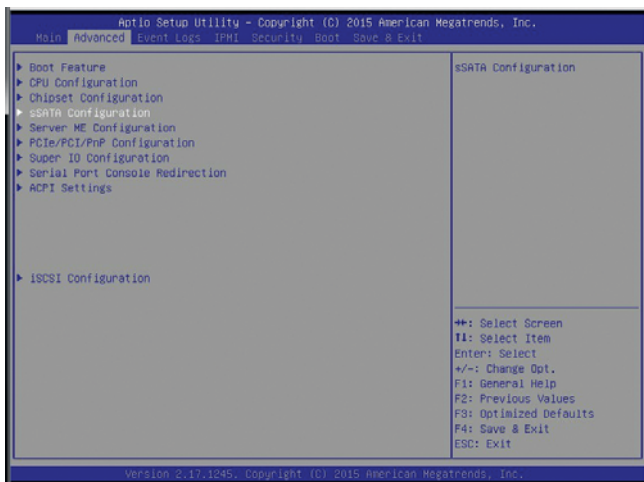 Aptio Setup Utility - Copyright (C) 2015 American Megatrends, Inc.
Main Advanced Event Logs IPMI Security Boot Save & Exit
Boot Feature
CPU Configuration
Chipset Configuration
sSATA Configuration
Server ME Configuration
PCIe/PCI/PnP Configuration
Super IO Configuration
Serial Port Console Redirection
ACPI Settings
iSCSI Configuration
sSATA Configuration
→←: Select Screen
↑↓: Select Item
Enter: Select
+/-: Change Opt.
F1: General Help
F2: Previous Values
F3: Optimized Defaults
F4: Save & Exit
ESC: Exit
Version 2.17.1245. Copyright (C) 2015 American Megatrends, Inc.